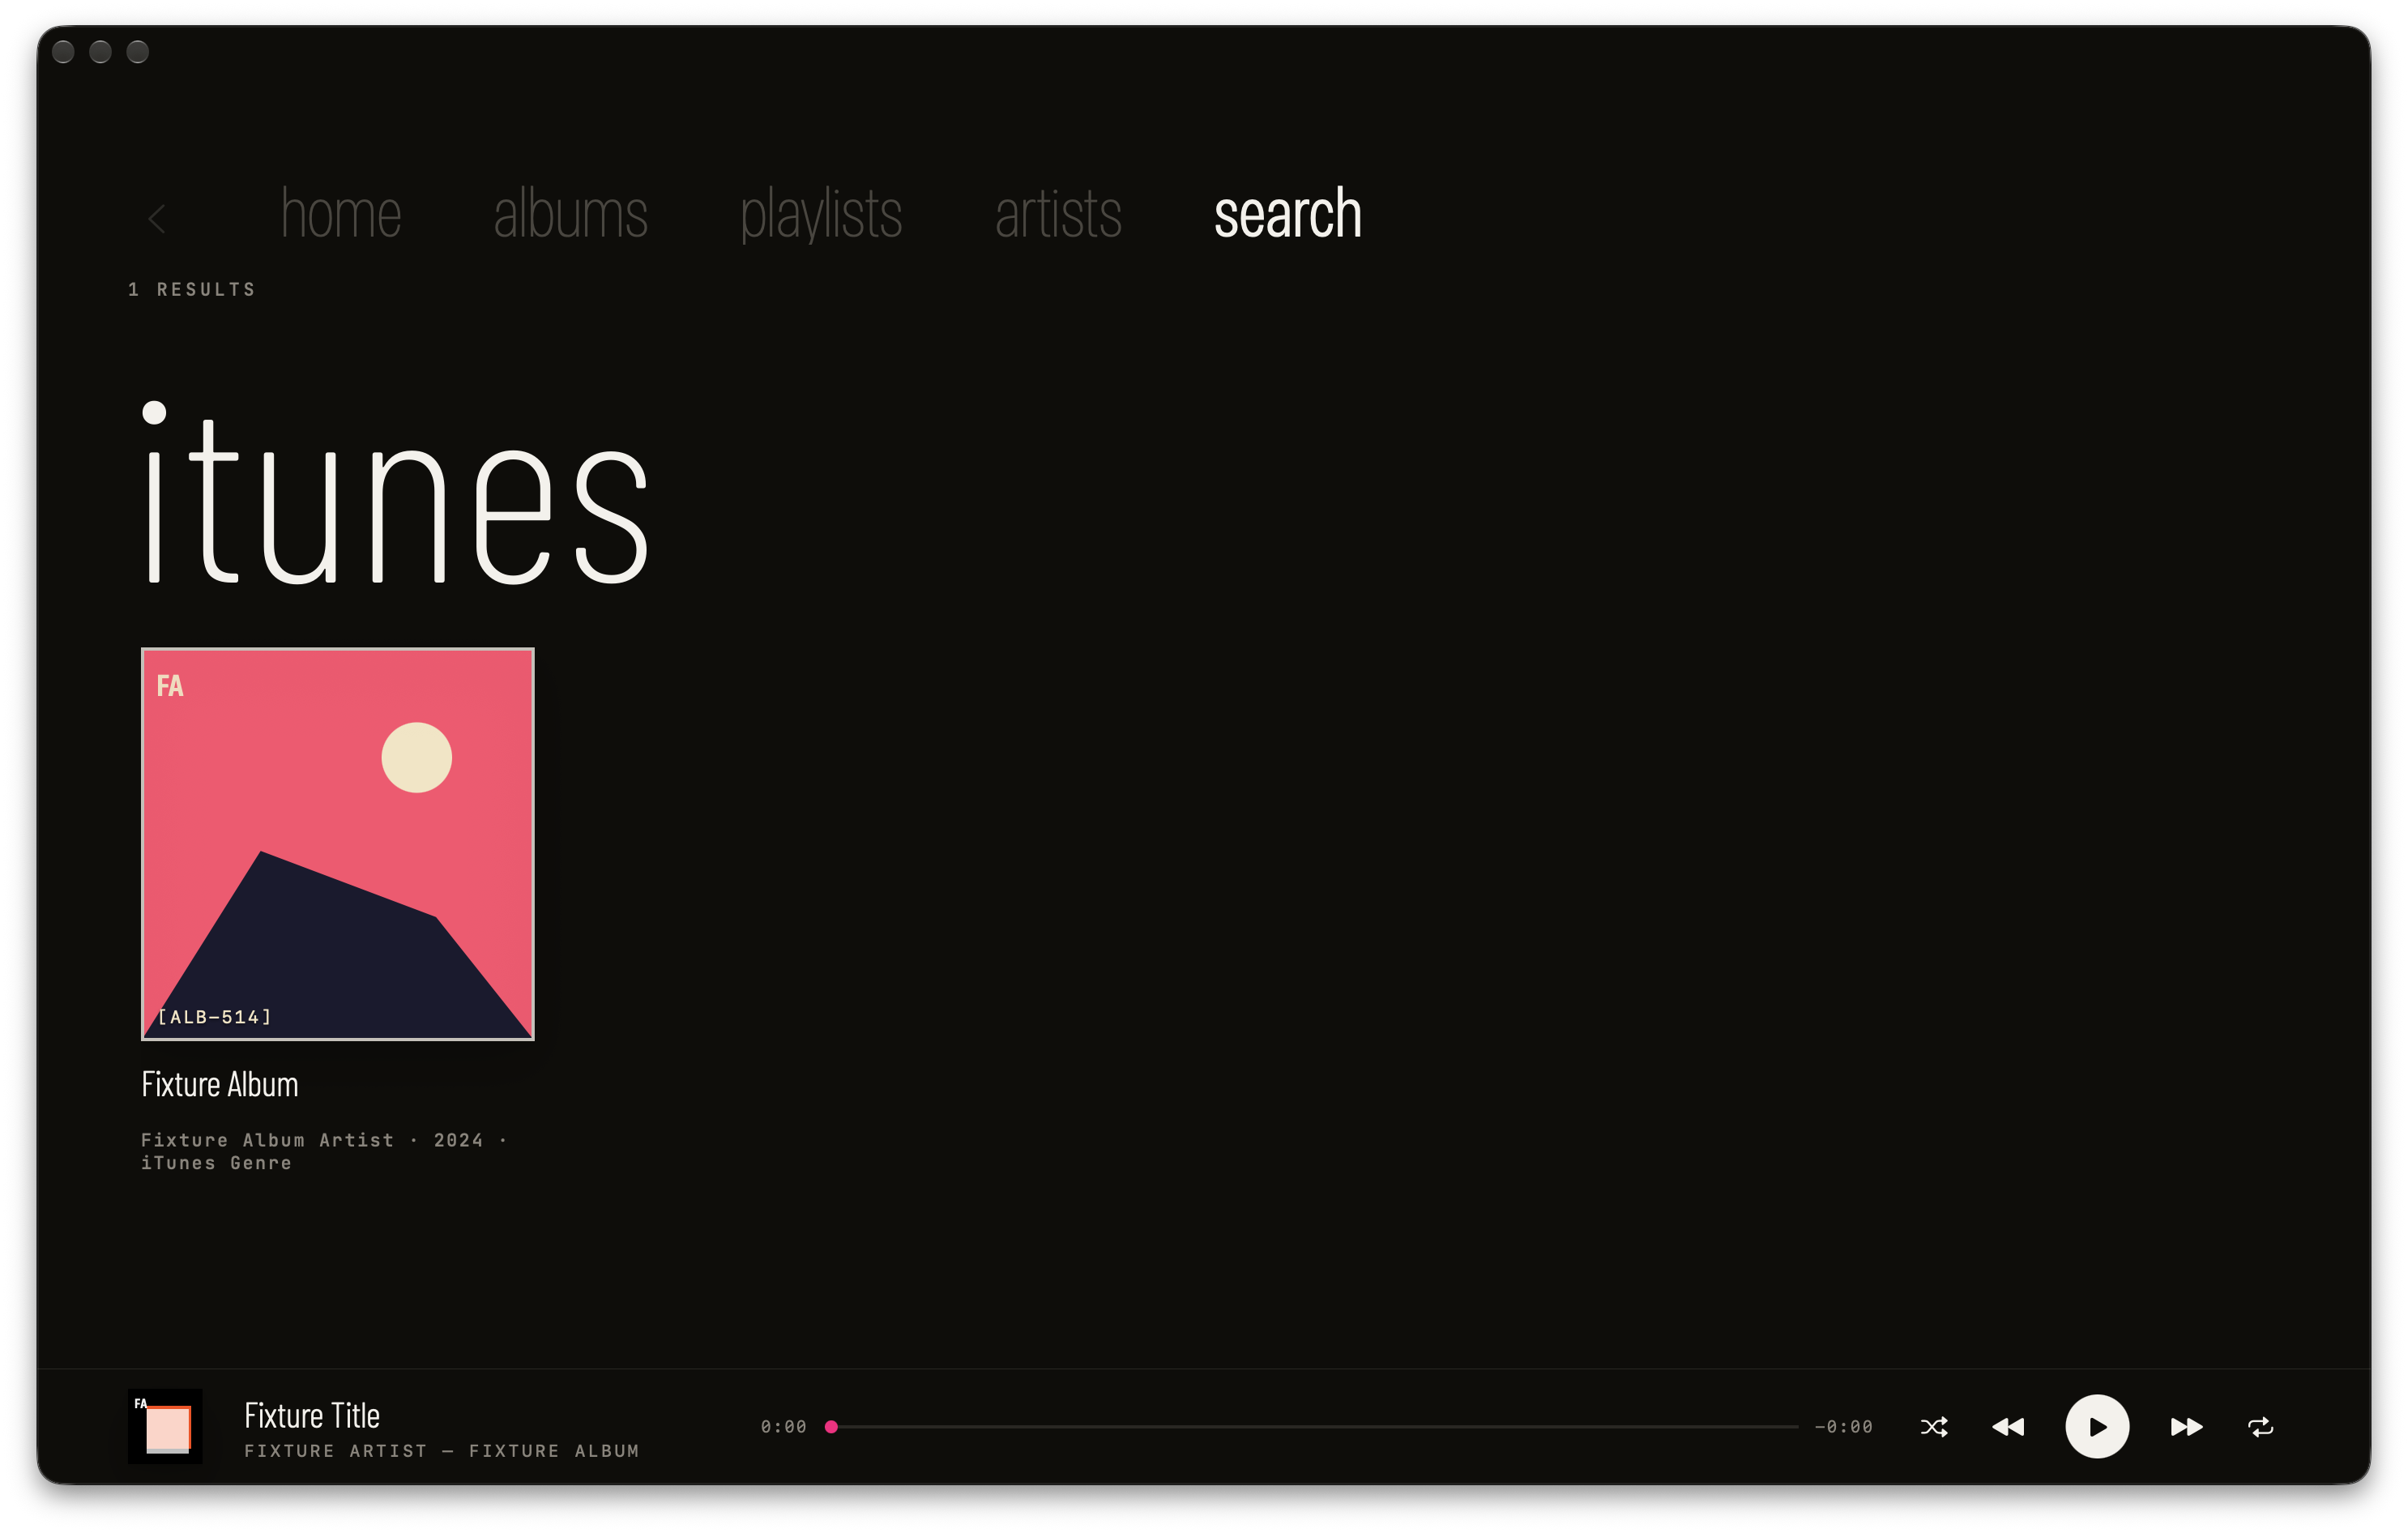 home albums playlists artists search
1 RESULTS
itunes
FA
[ALB—514]
Fixture Album
Fixture Album Artist · 2024 ·
iTunes Genre
FA
Fixture Title
FIXTURE ARTIST — FIXTURE ALBUM
0:00
—0:00